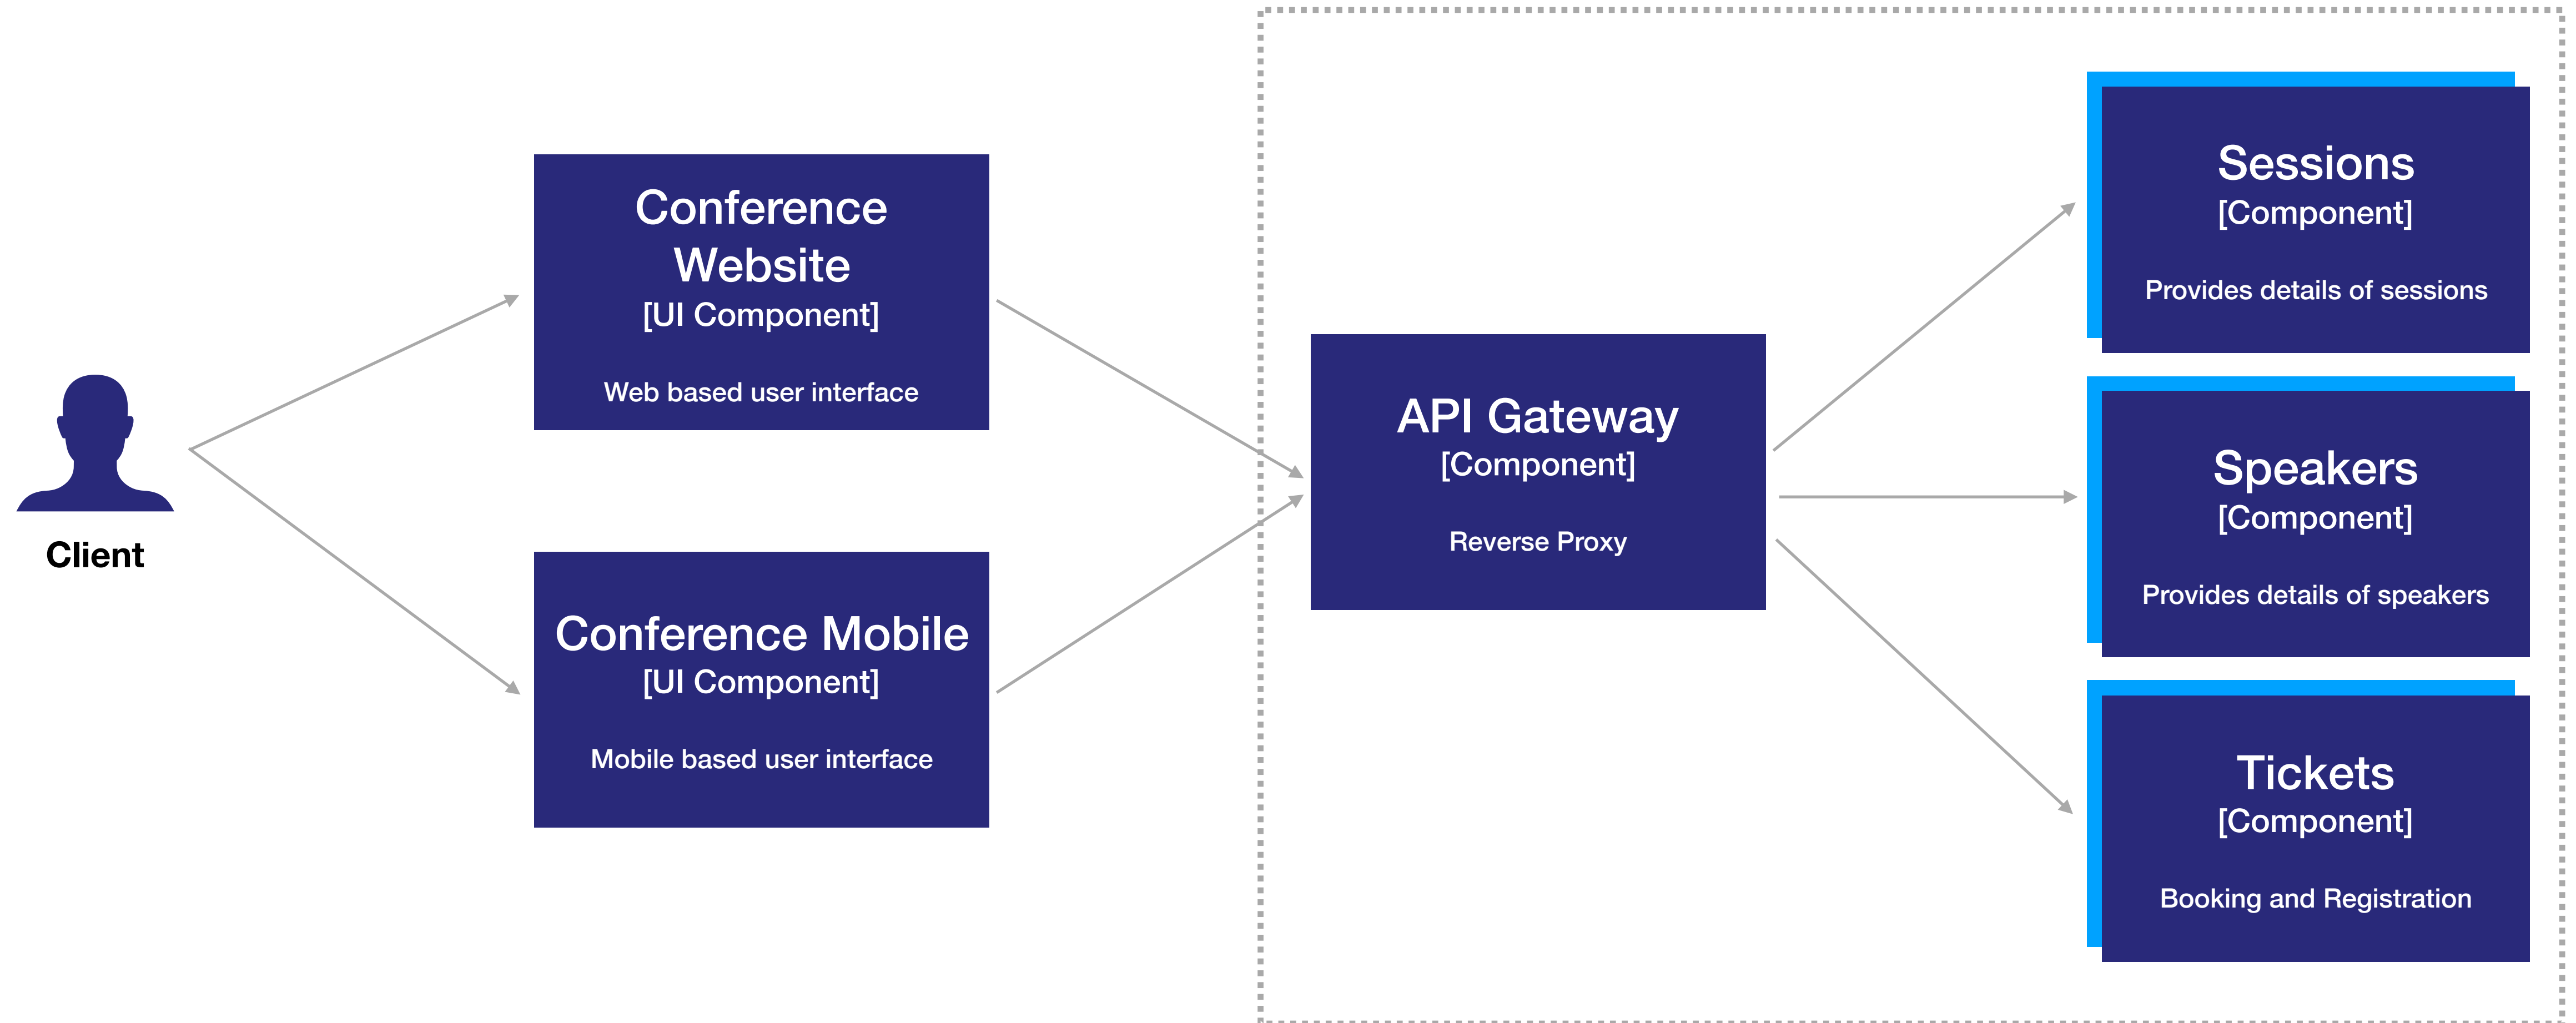 Client
Conference
Website
[UI Component]
Web based user interface
Conference Mobile
[UI Component]
Mobile based user interface
API Gateway
[Component]
Reverse Proxy
Sessions
[Component]
Provides details of sessions
Speakers
[Component]
Provides details of speakers
Tickets
[Component]
Booking and Registration